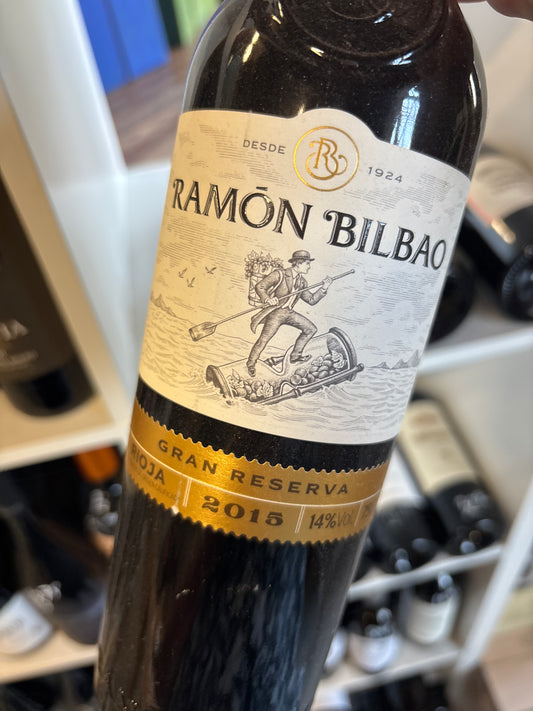 DESDE 1924
RB
RAMÓN BILBAO
GRAN RESERVA
RIOJA 2015 14%VOL.